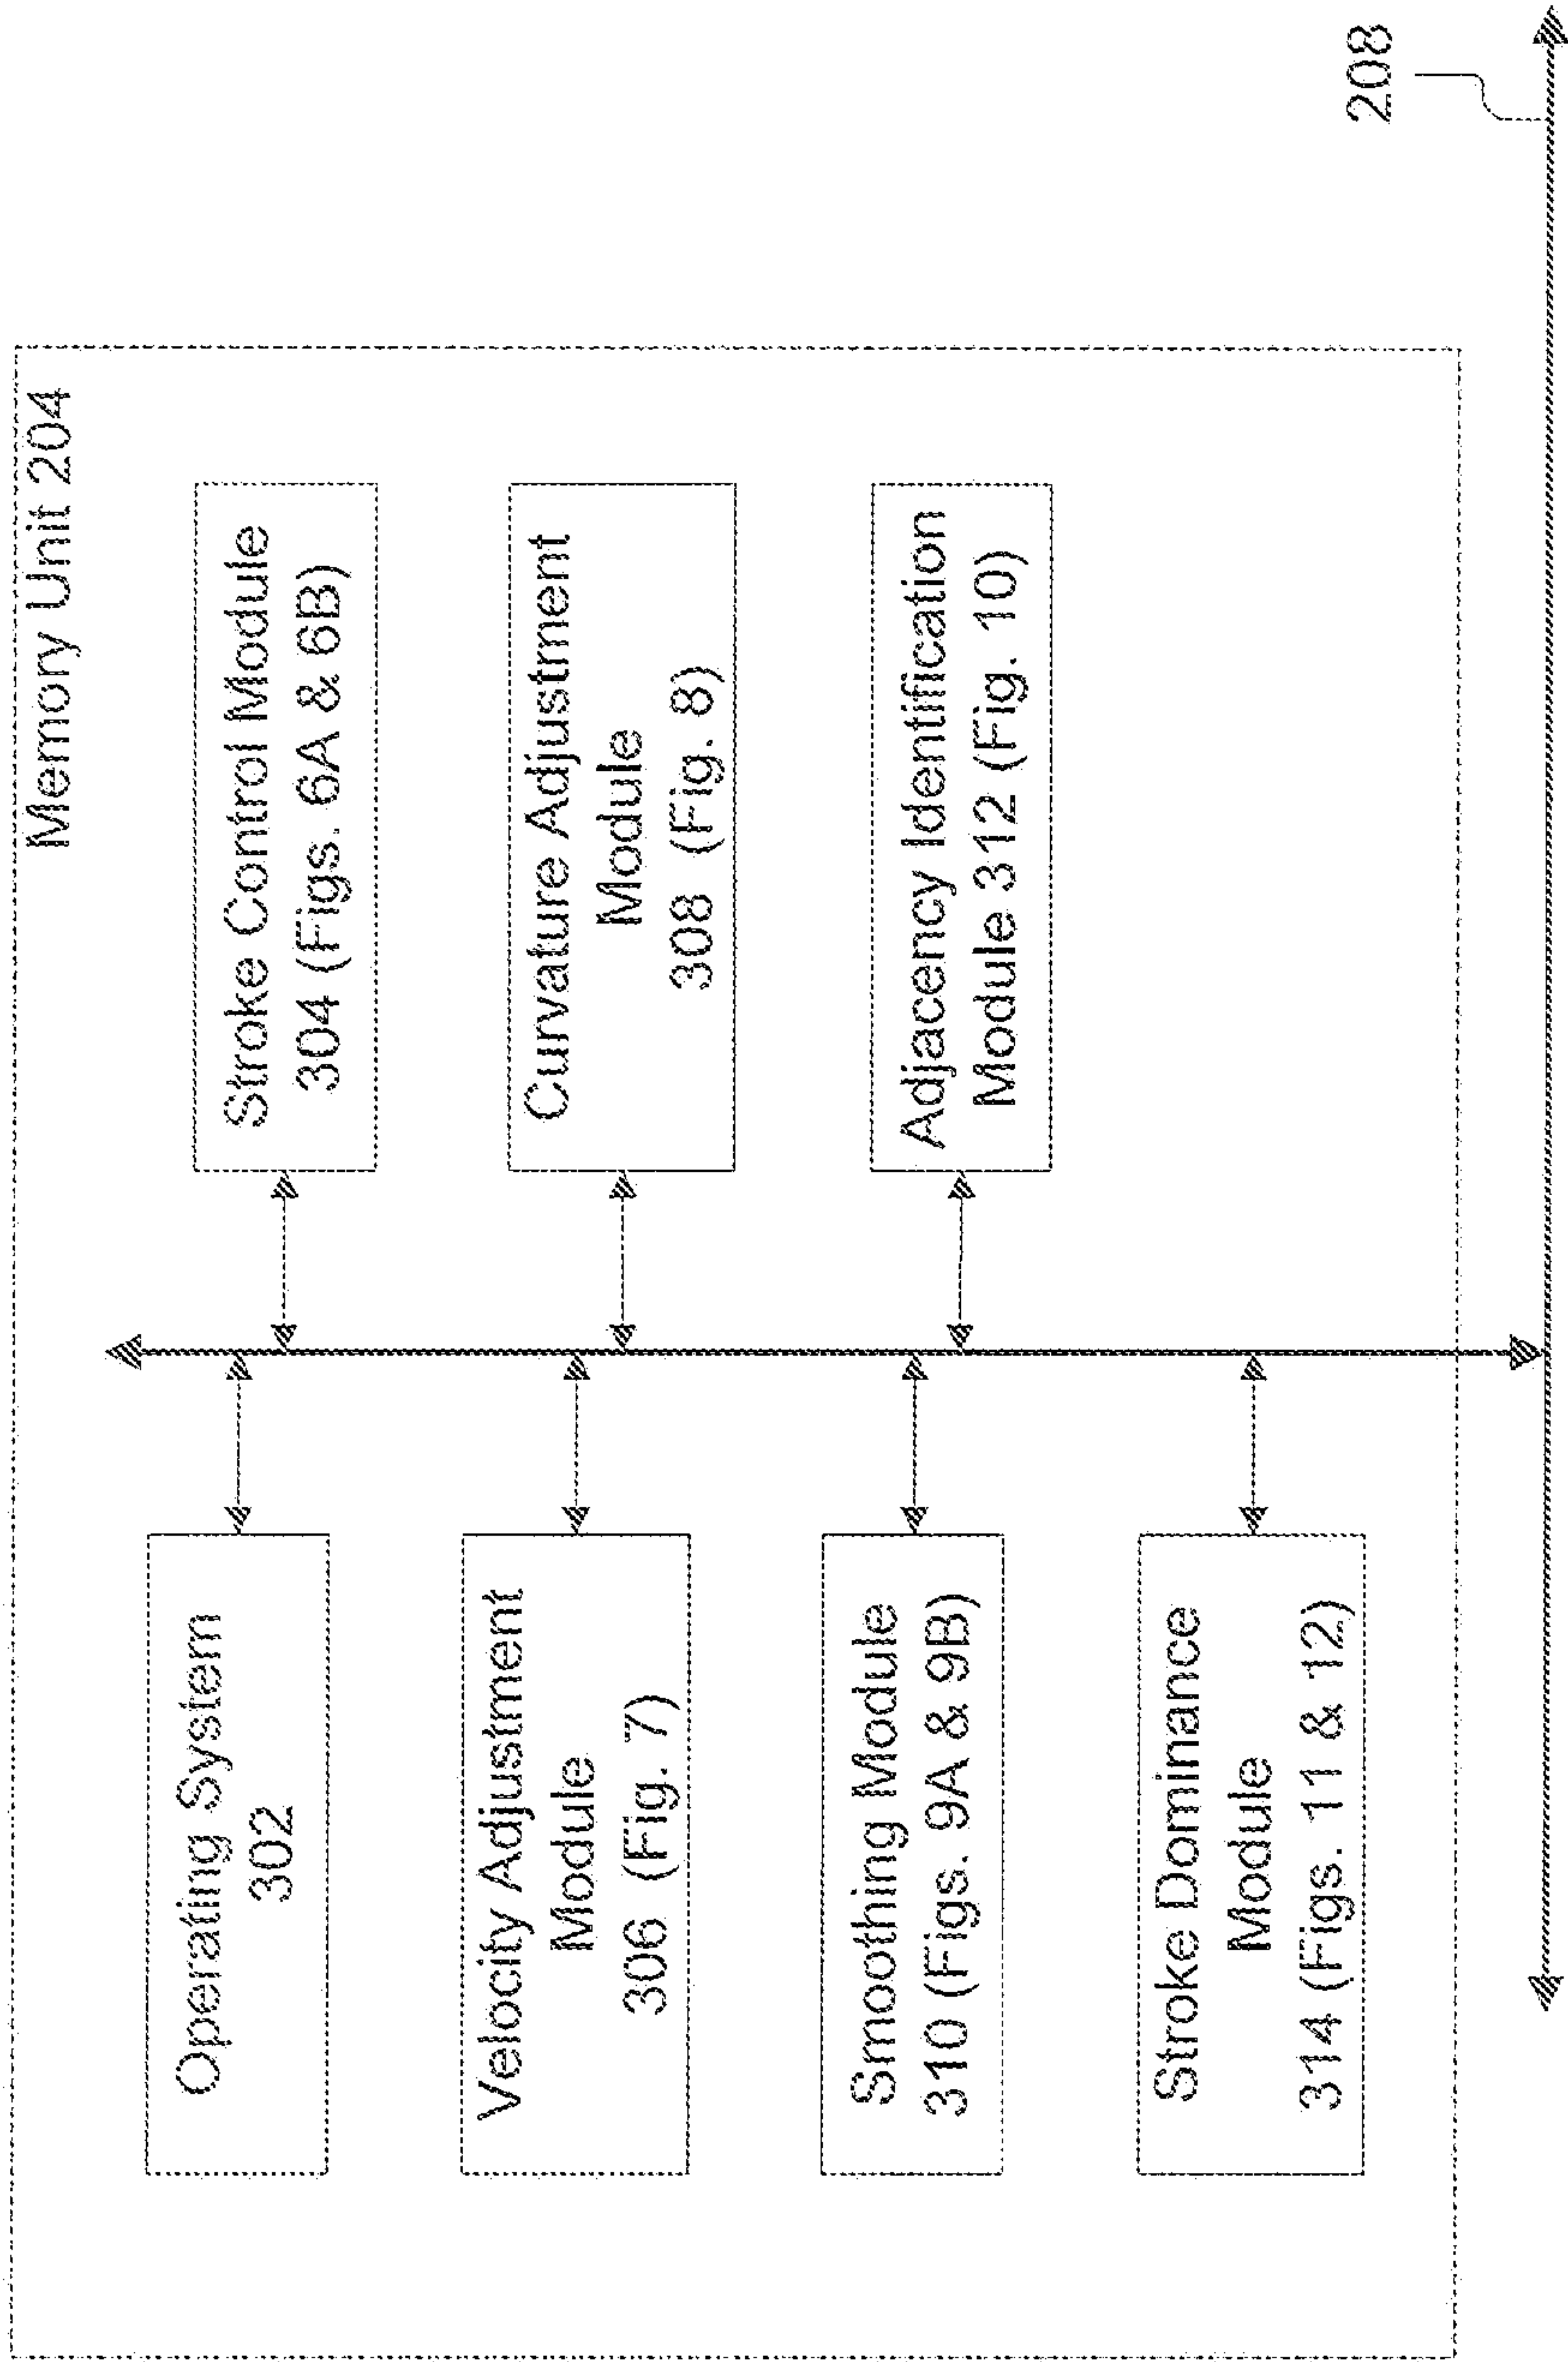 Memory Unit 204
Operating System
302
Stroke Control Module
304 (Figs. 6A & 6B)
Velocity Adjustment
Module
306 (Fig. 7)
Curvature Adjustment
Module
308 (Fig. 8)
Smoothing Module
310 (Figs. 9A & 9B)
Adjacency Identification
Module 312 (Fig. 10)
Stroke Dominance
Module
314 (Figs. 11 & 12)
208